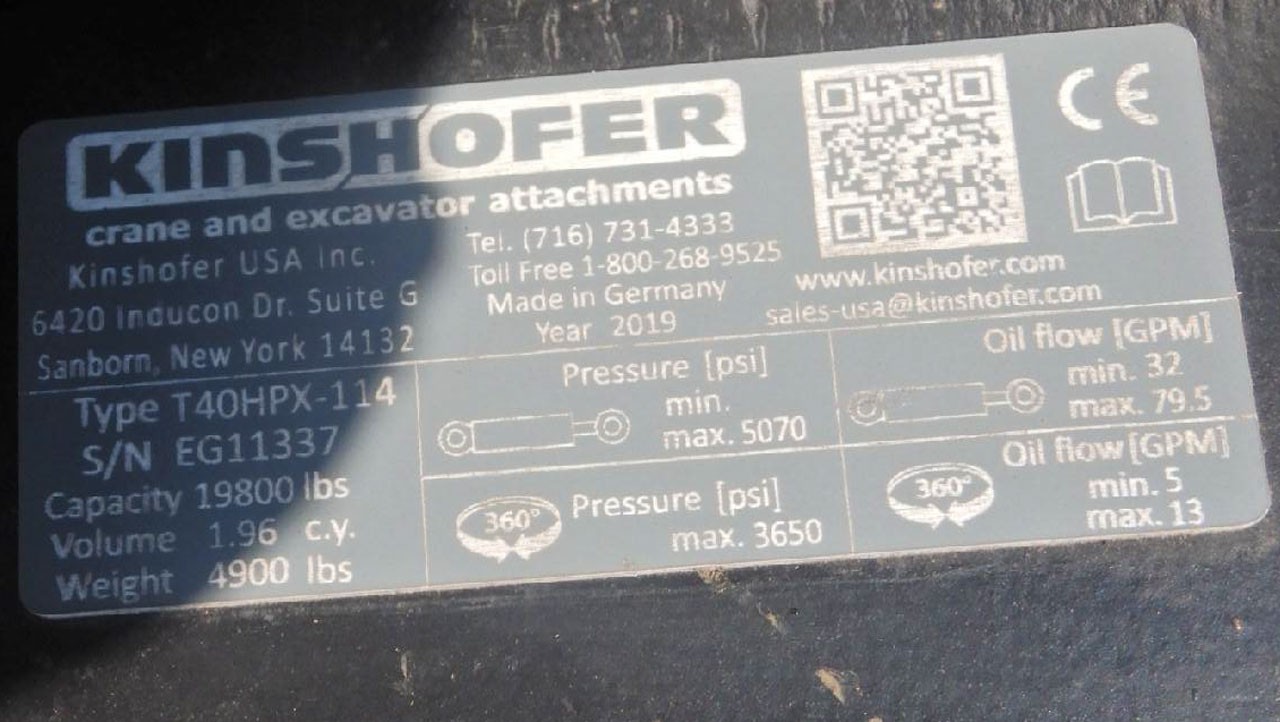 KINSHOFER
crane and excavator attachments
Kinshofer USA Inc.
6420 Inducon Dr. Suite G
Sanborn, New York 14132
Tel. (716) 731-4333
Toll Free 1-800-268-9525
Made in Germany
Year 2019
CE
www.kinshofer.com
sales-usa@kinshofer.com
Type T40HPX-114
S/N EG11337
Capacity 19800 lbs
Volume 1.96 c.y.
Weight 4900 lbs
Pressure [psi]
min.
max. 5070
Oil flow [GPM]
min. 32
max. 79.5
360°
Pressure [psi]
max. 3650
360°
Oil flow [GPM]
min. 5
max. 13